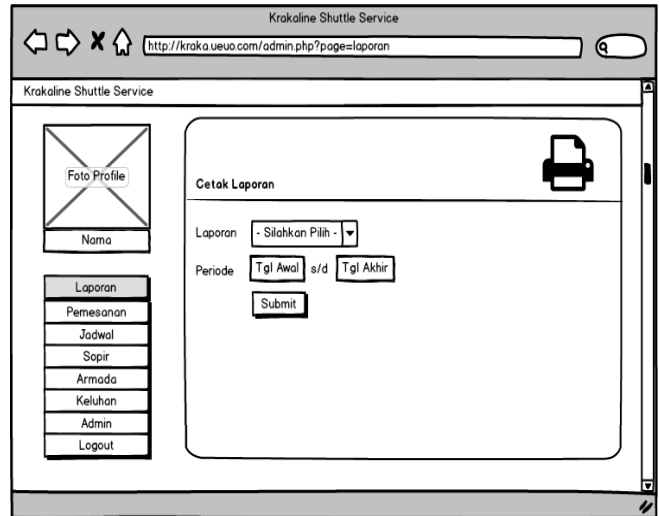 Krakaline Shuttle Service
http://kraka.ueuo.com/admin.php?page=laporan
Krakaline Shuttle Service
Foto Profile
Nama
Laporan
Pemesanan
Jadwal
Sopir
Armada
Keluhan
Admin
Logout
Cetak Laporan
Laporan - Silahkan Pilih -
Periode Tgl Awal s/d Tgl Akhir
Submit